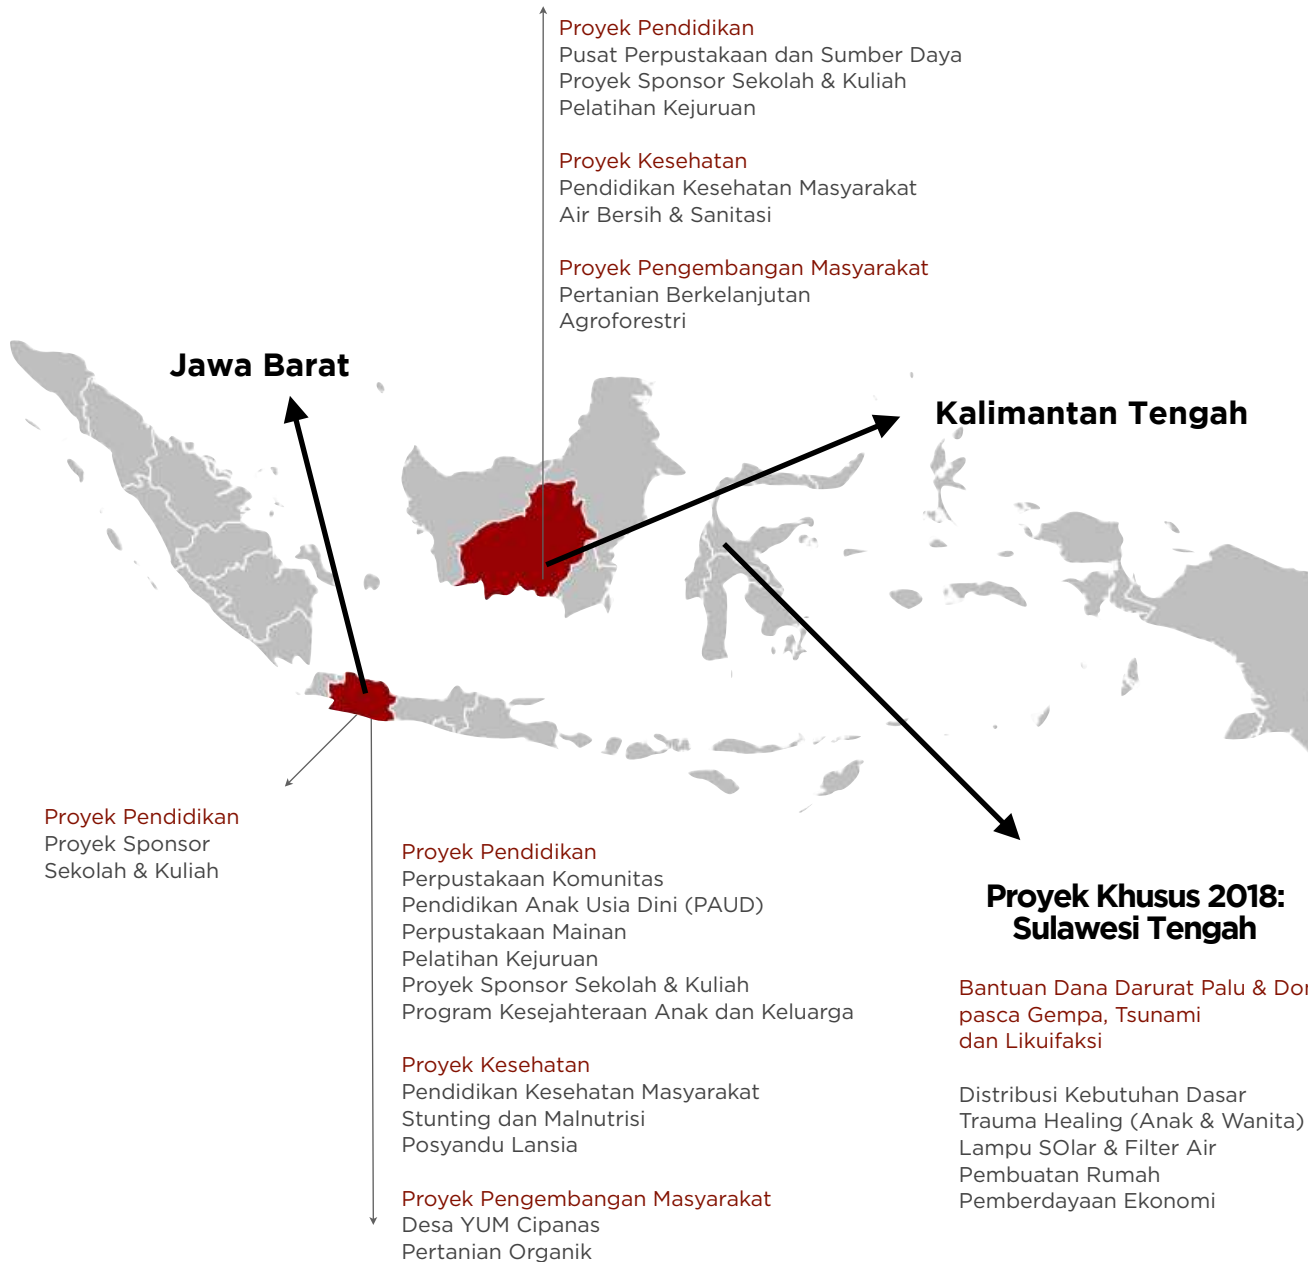 Proyek Pendidikan
Pusat Perpustakaan dan Sumber Daya
Proyek Sponsor Sekolah & Kuliah
Pelatihan Kejuruan
Proyek Kesehatan
Pendidikan Kesehatan Masyarakat
Air Bersih & Sanitasi
Proyek Pengembangan Masyarakat
Pertanian Berkelanjutan
Agroforestri
Jawa Barat
Kalimantan Tengah
Proyek Pendidikan
Proyek Sponsor
Sekolah & Kuliah
Proyek Pendidikan
Perpustakaan Komunitas
Pendidikan Anak Usia Dini (PAUD)
Perpustakaan Mainan
Pelatihan Kejuruan
Proyek Sponsor Sekolah & Kuliah
Program Kesejahteraan Anak dan Keluarga
Proyek Kesehatan
Pendidikan Kesehatan Masyarakat
Stunting dan Malnutrisi
Posyandu Lansia
Proyek Pengembangan Masyarakat
Desa YUM Cipanas
Pertanian Organik
Proyek Khusus 2018:
Sulawesi Tengah
Bantuan Dana Darurat Palu &
pasca Gempa, Tsunami
dan Likuifaksi
Distribusi Kebutuhan Dasar
Trauma Healing (Anak & Wanita)
Lampu SOlar & Filter Air
Pembuatan Rumah
Pemberdayaan Ekonomi